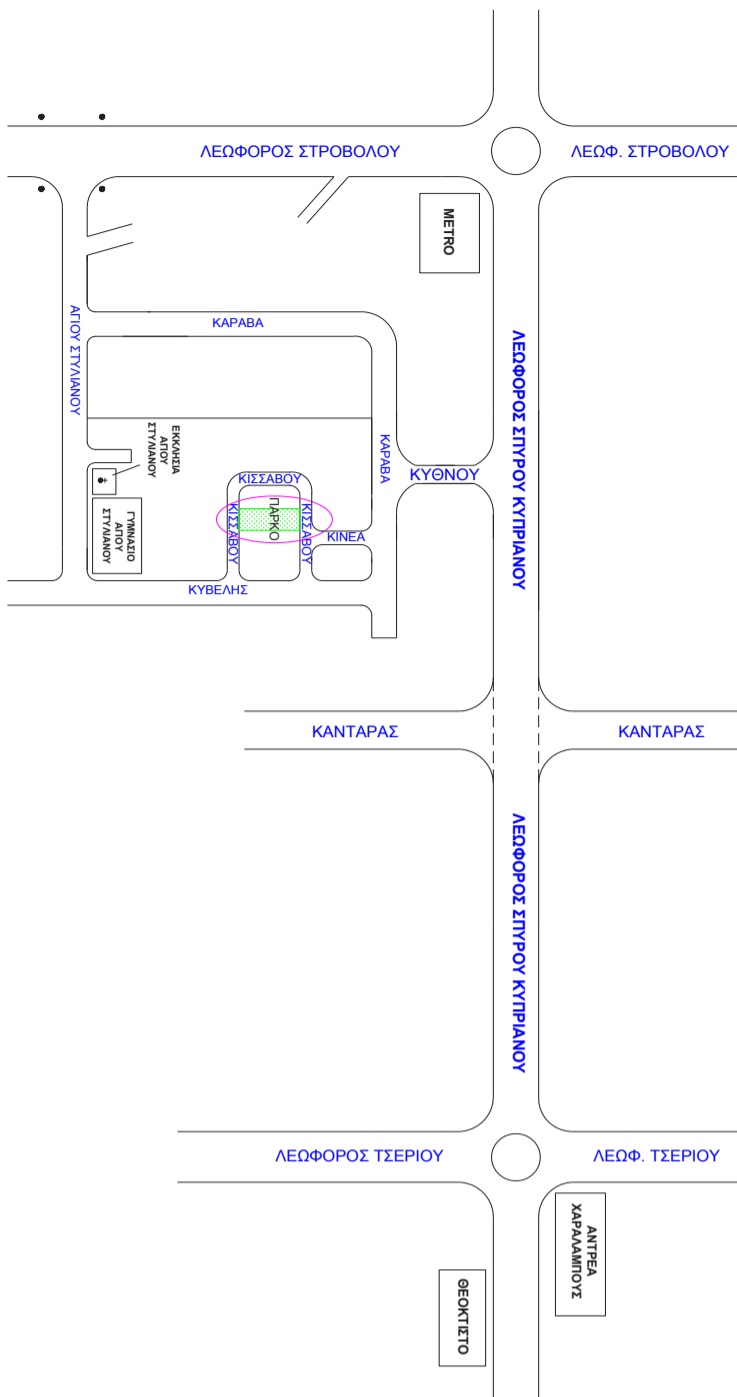 ΛΕΩΦΟΡΟΣ ΣΤΡΟΒΟΛΟΥ
ΛΕΩΦ. ΣΤΡΟΒΟΛΟΥ
METRO
ΚΑΡΑΒΑ
ΑΓΙΟΥ ΣΤΥΛΙΑΝΟΥ
ΛΕΩΦΟΡΟΣ ΣΠΥΡΟΥ ΚΥΠΡΙΑΝΟΥ
ΕΚΚΛΗΣΙΑ
ΑΓΙΟΥ
ΣΤΥΛΙΑΝΟΥ
ΚΑΡΑΒΑ
ΚΥΘΝΟΥ
ΚΙΣΣΑΒΟΥ
ΚΙΣΣΑΒΟΥ
ΠΑΡΚΟ
ΚΙΣΣΑΒΟΥ
ΚΙΝΕΑ
ΓΥΜΝΑΣΙΟ
ΑΓΙΟΥ
ΣΤΥΛΙΑΝΟΥ
ΚΥΒΕΛΗΣ
ΚΑΝΤΑΡΑΣ
ΚΑΝΤΑΡΑΣ
ΛΕΩΦΟΡΟΣ ΣΠΥΡΟΥ ΚΥΠΡΙΑΝΟΥ
ΛΕΩΦΟΡΟΣ ΤΣΕΡΙΟΥ
ΛΕΩΦ. ΤΣΕΡΙΟΥ
ΑΝΤΡΕΑ
ΧΑΡΑΛΑΜΠΟΥΣ
ΘΕΟΚΤΙΣΤΟ